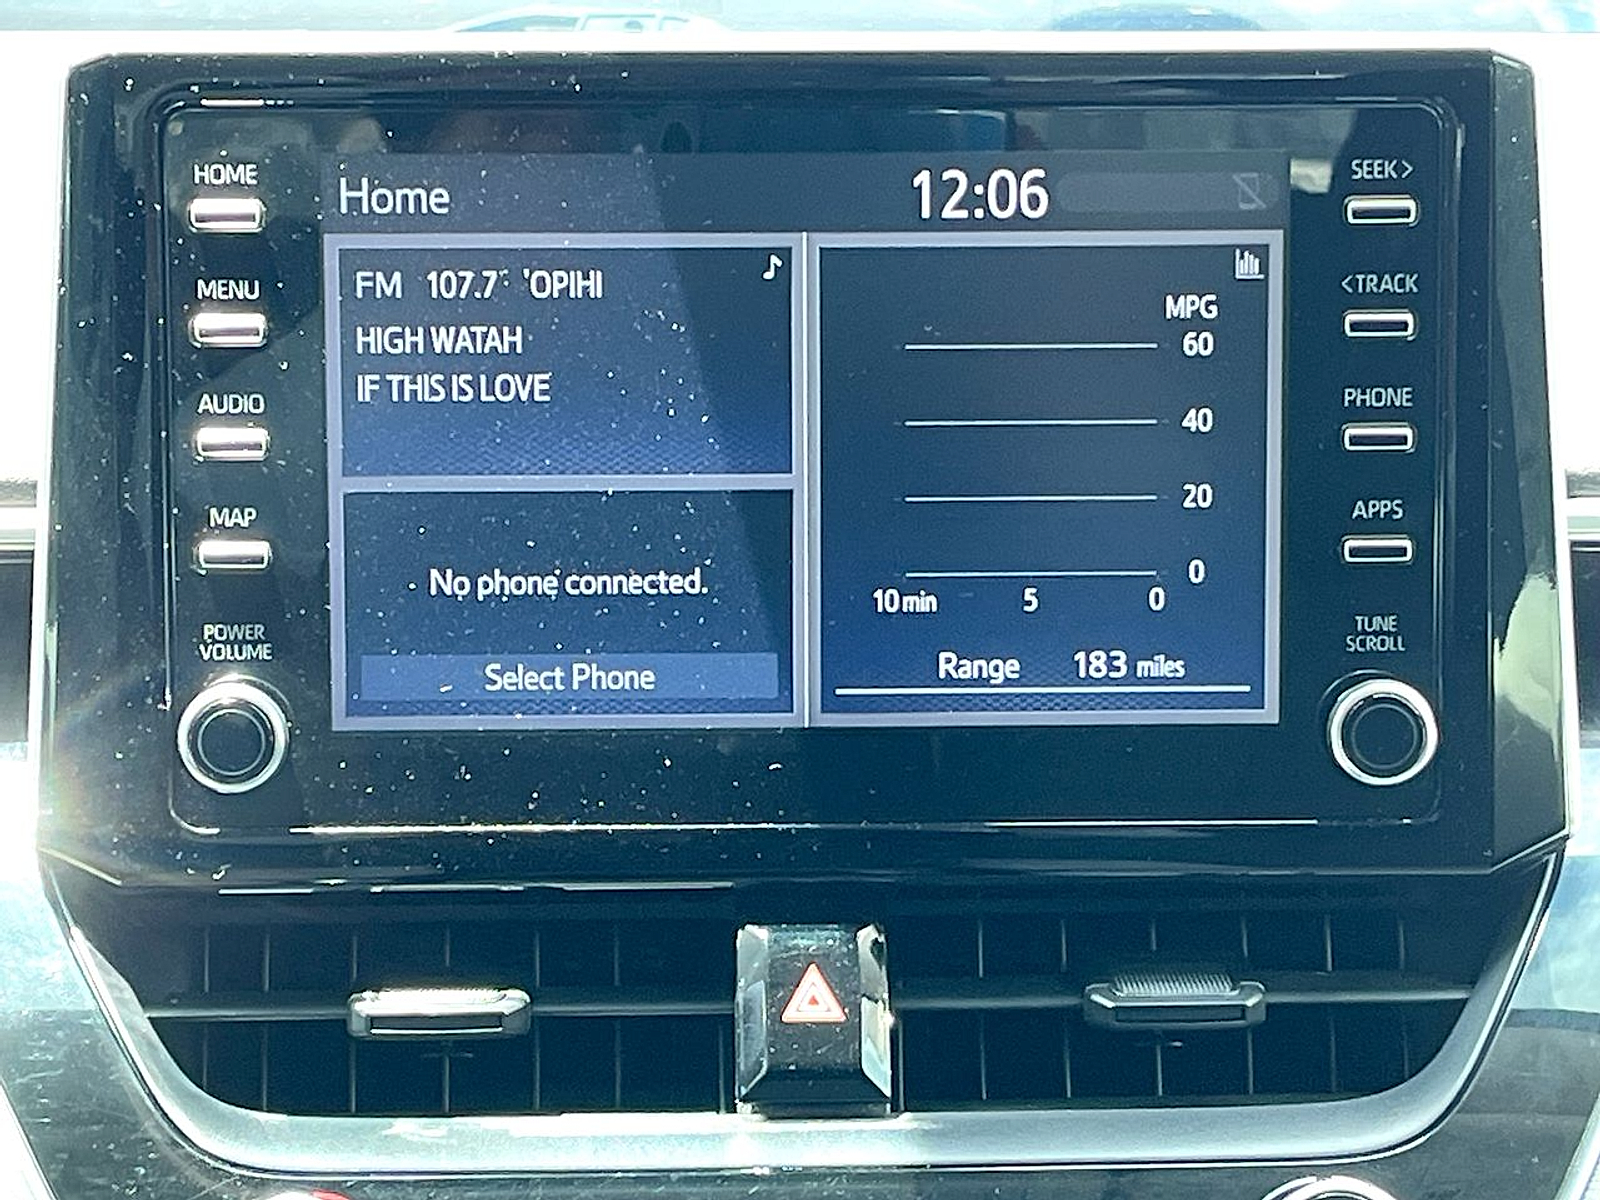 HOME
MENU
AUDIO
MAP
POWER
VOLUME
Home 12:06
FM 107.7 'OPIHI
HIGH WATAH
IF THIS IS LOVE
No phone connected.
Select Phone
MPG
60
40
20
0
10 min 5 0
Range 183 miles
SEEK >
< TRACK
PHONE
APPS
TUNE
SCROLL